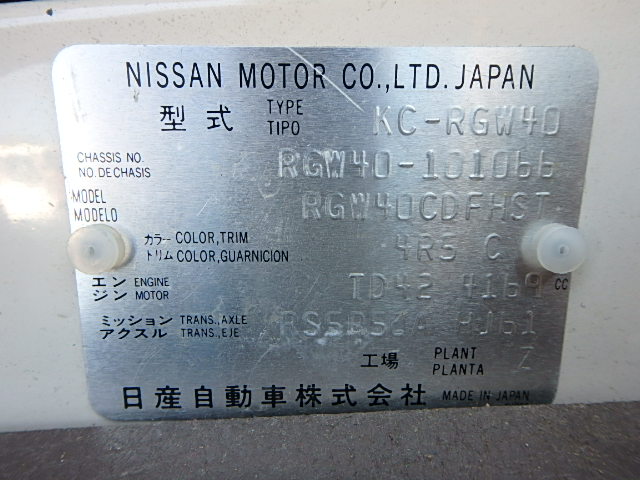 NISSAN MOTOR CO.,LTD. JAPAN
型式 TYPE TIPO KC-RGW40
CHASSIS NO. NO.DECHASIS RGW40-101066
MODEL MODELO RGW40CDFHST
カラー COLOR,TRIM 4RS C
トリム COLOR,GUARNICION
エンジン ENGINE MOTOR TD42 4169 CC
ミッション TRANS.,AXLE HJ61
アクスル TRANS.,EJE
工場 PLANT PLANTA Z
日産自動車株式会社 MADE IN JAPAN